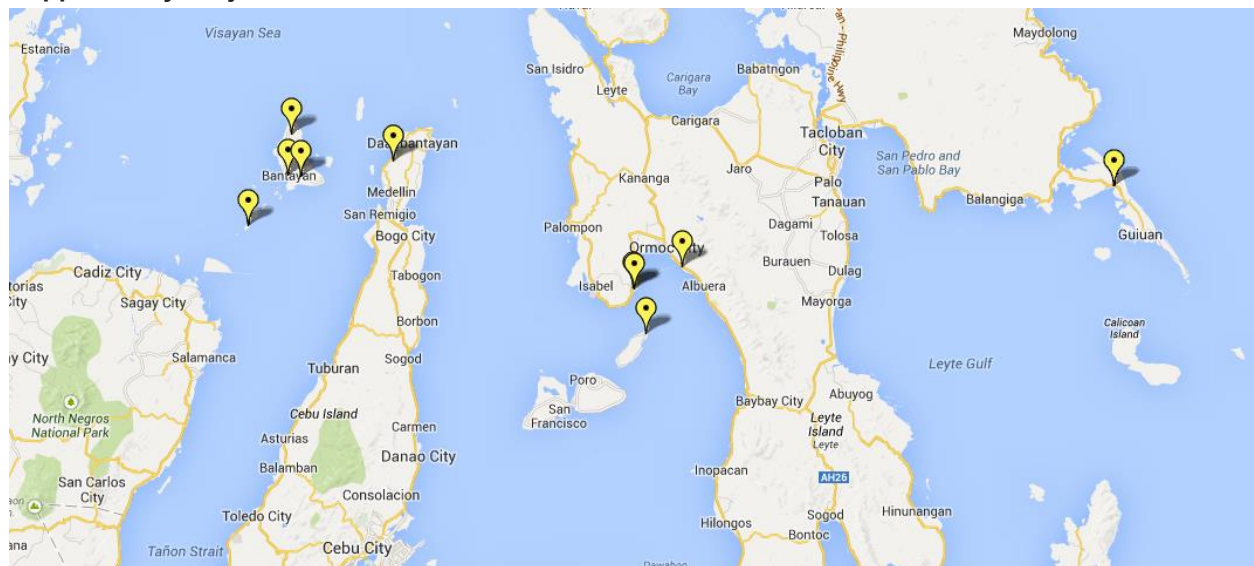 Visayan Sea
Estancia
San Isidro
Leyte
Carigara
Bay
Babatngon
Maydolong
Carigara
Tacloban
City
San Pedro and
San Pablo Bay
Bantayan
Medellin
San Remigio
Bogo City
Kananga
Jaro
Palo
Tanauan
Balangiga
Guiuan
Palompon
Dagami
Tolosa
Cadiz City
Sagay City
Tabogon
Isabel
Albuera
Burauen
Dulag
Mayorga
Borbon
Calicoan
Island
Salamanca
Tuburan
Sogod
Leyte Gulf
Poro
San
Francisco
Baybay City
Abuyog
North Negros
National Park
Cebu Island
Leyte
Island
Leyte
Asturias
Carmen
Balamban
Danao City
Inopacan
AH26
San Carlos
City
Consolacion
Toledo City
Hilongos
Sogod
Hinunangan
Bontoc
Tañon Strait
Cebu City